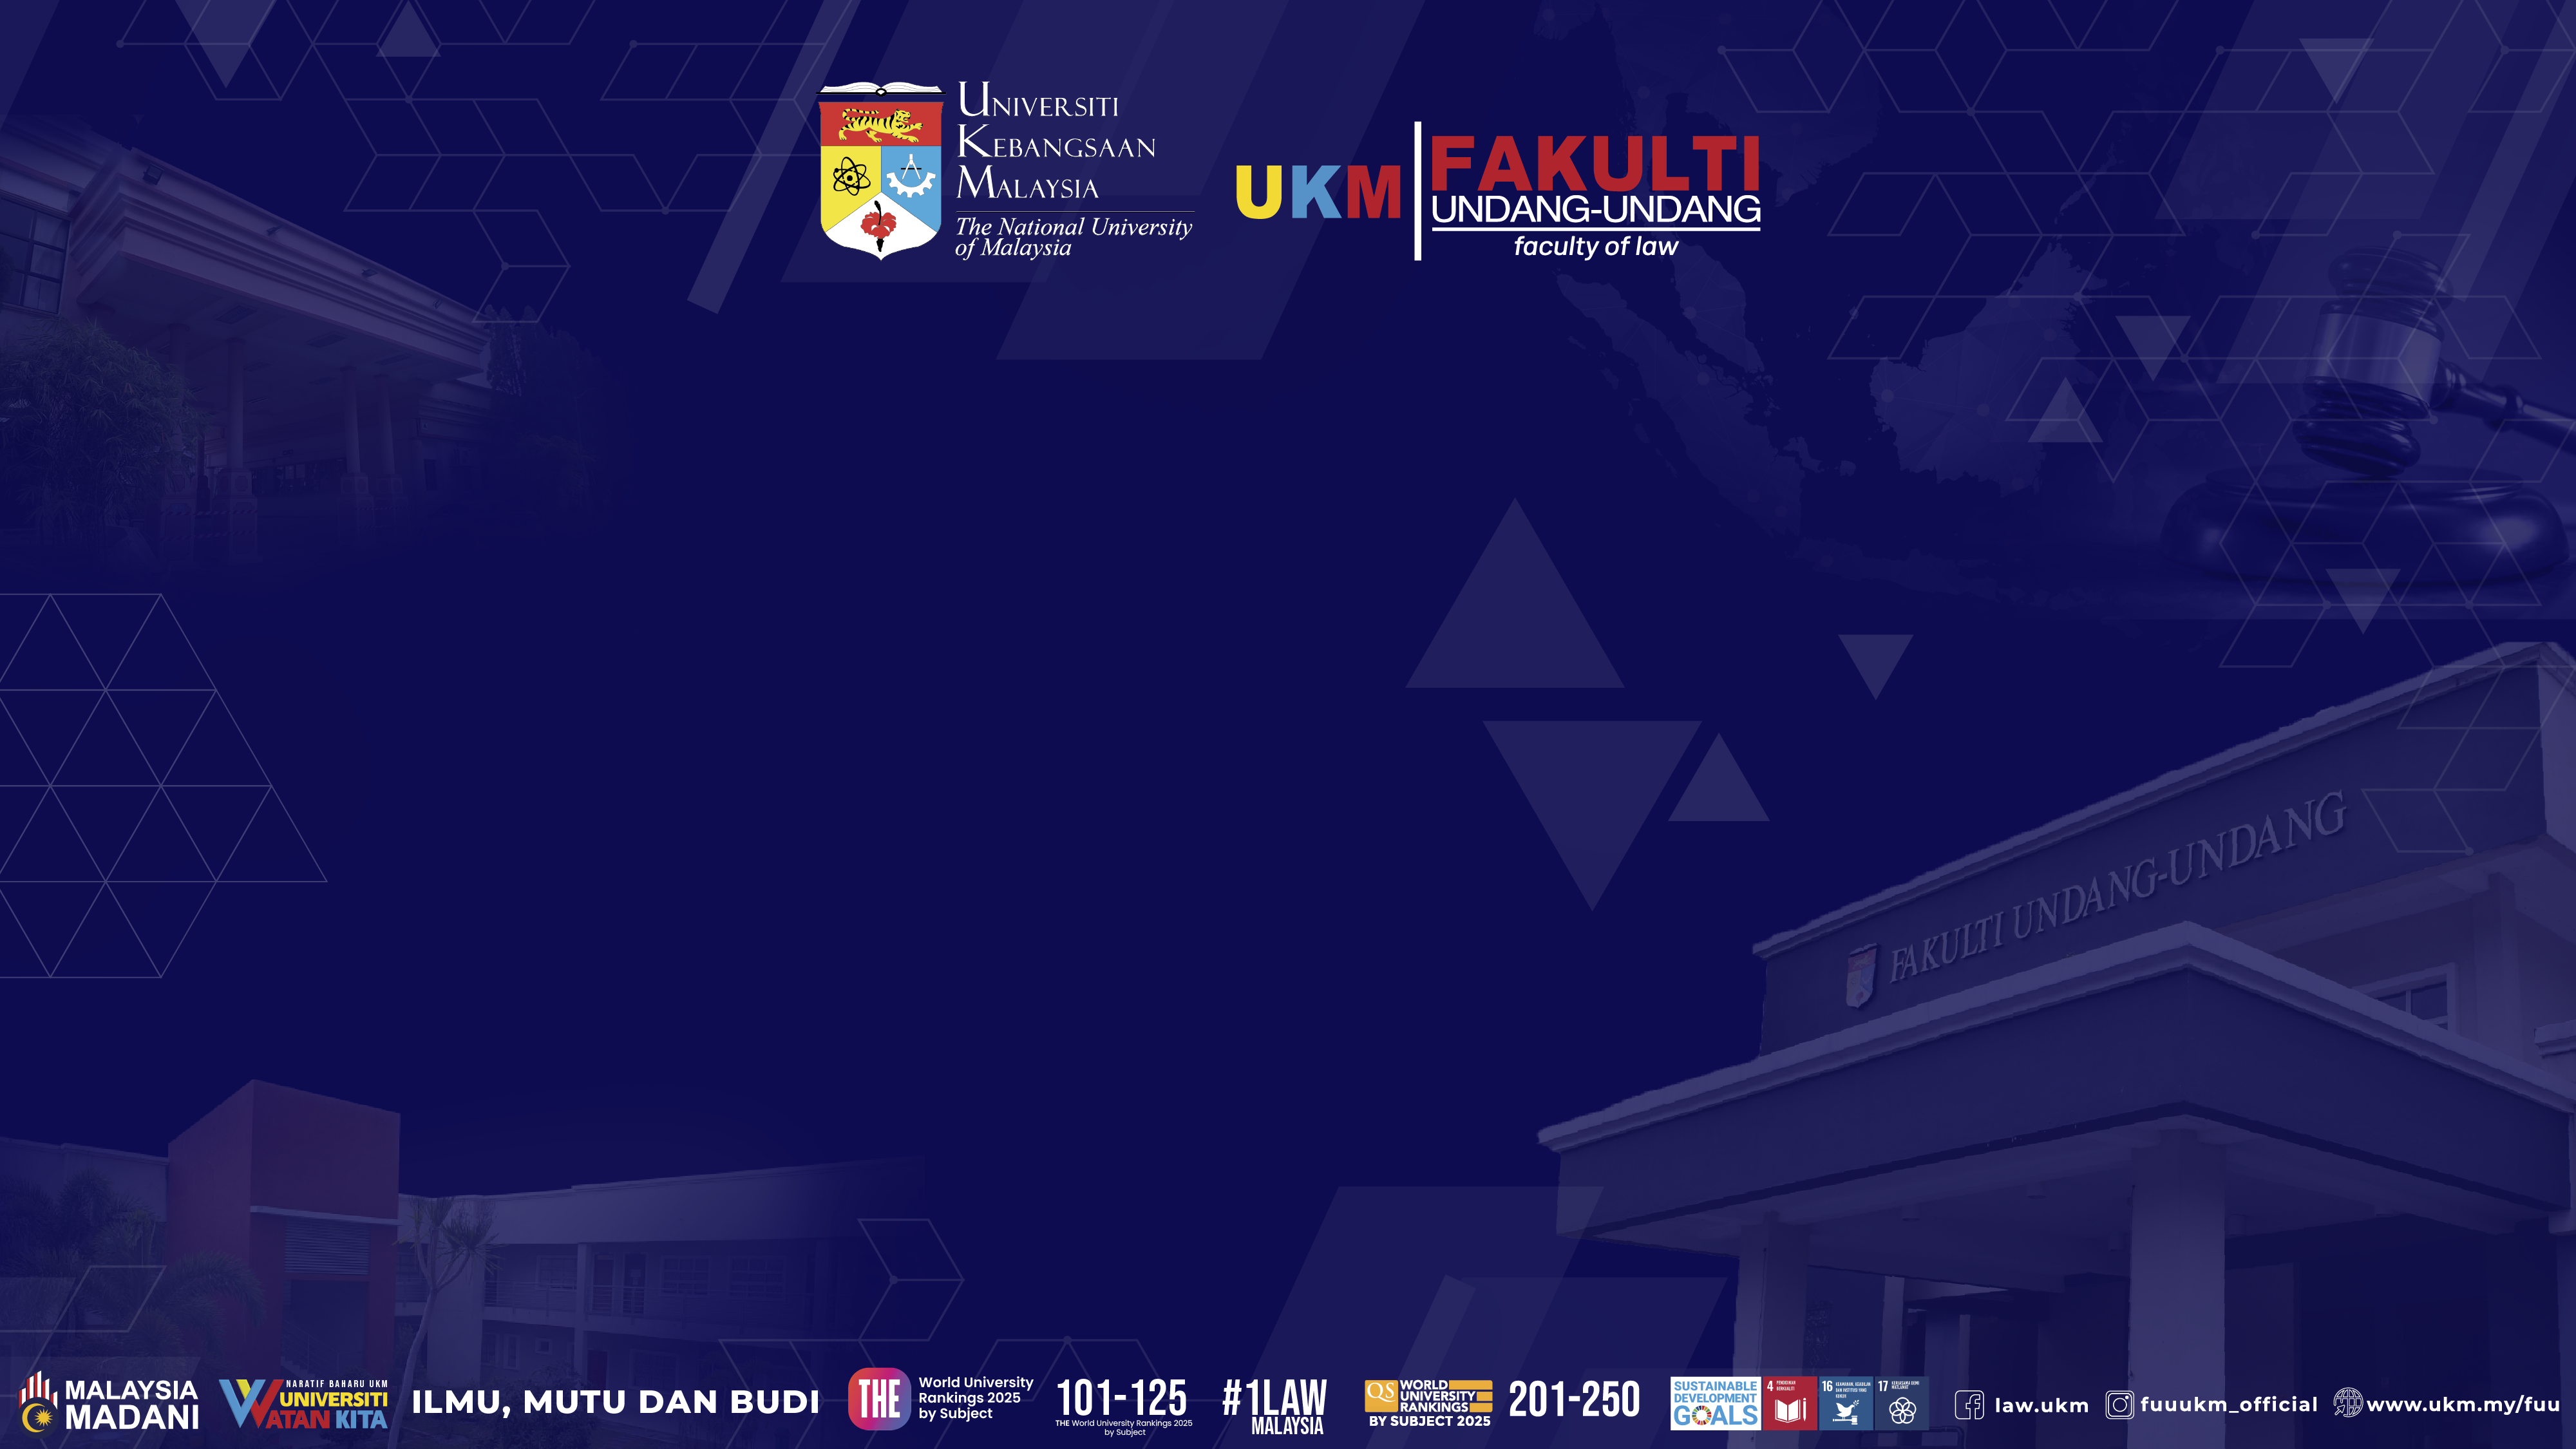 UNIVERSITI
KEBANGSAAN
MALAYSIA
The National University
of Malaysia
UKM
FAKULTI
UNDANG-UNDANG
faculty of law
FAKULTI UNDANG-UNDANG
MALAYSIA
MADANI
NARATIF BAHARU UKM
UNIVERSITI
WATAN KITA
ILMU, MUTU DAN BUDI
THE
World University
Rankings 2025
by Subject
101-125
THE World University Rankings 2025
by Subject
#1LAW
MALAYSIA
QS WORLD
UNIVERSITY
RANKINGS
BY SUBJECT 2025
201-250
SUSTAINABLE
DEVELOPMENT
GOALS
4
16
17
law.ukm
fuuukm_official
www.ukm.my/fuu